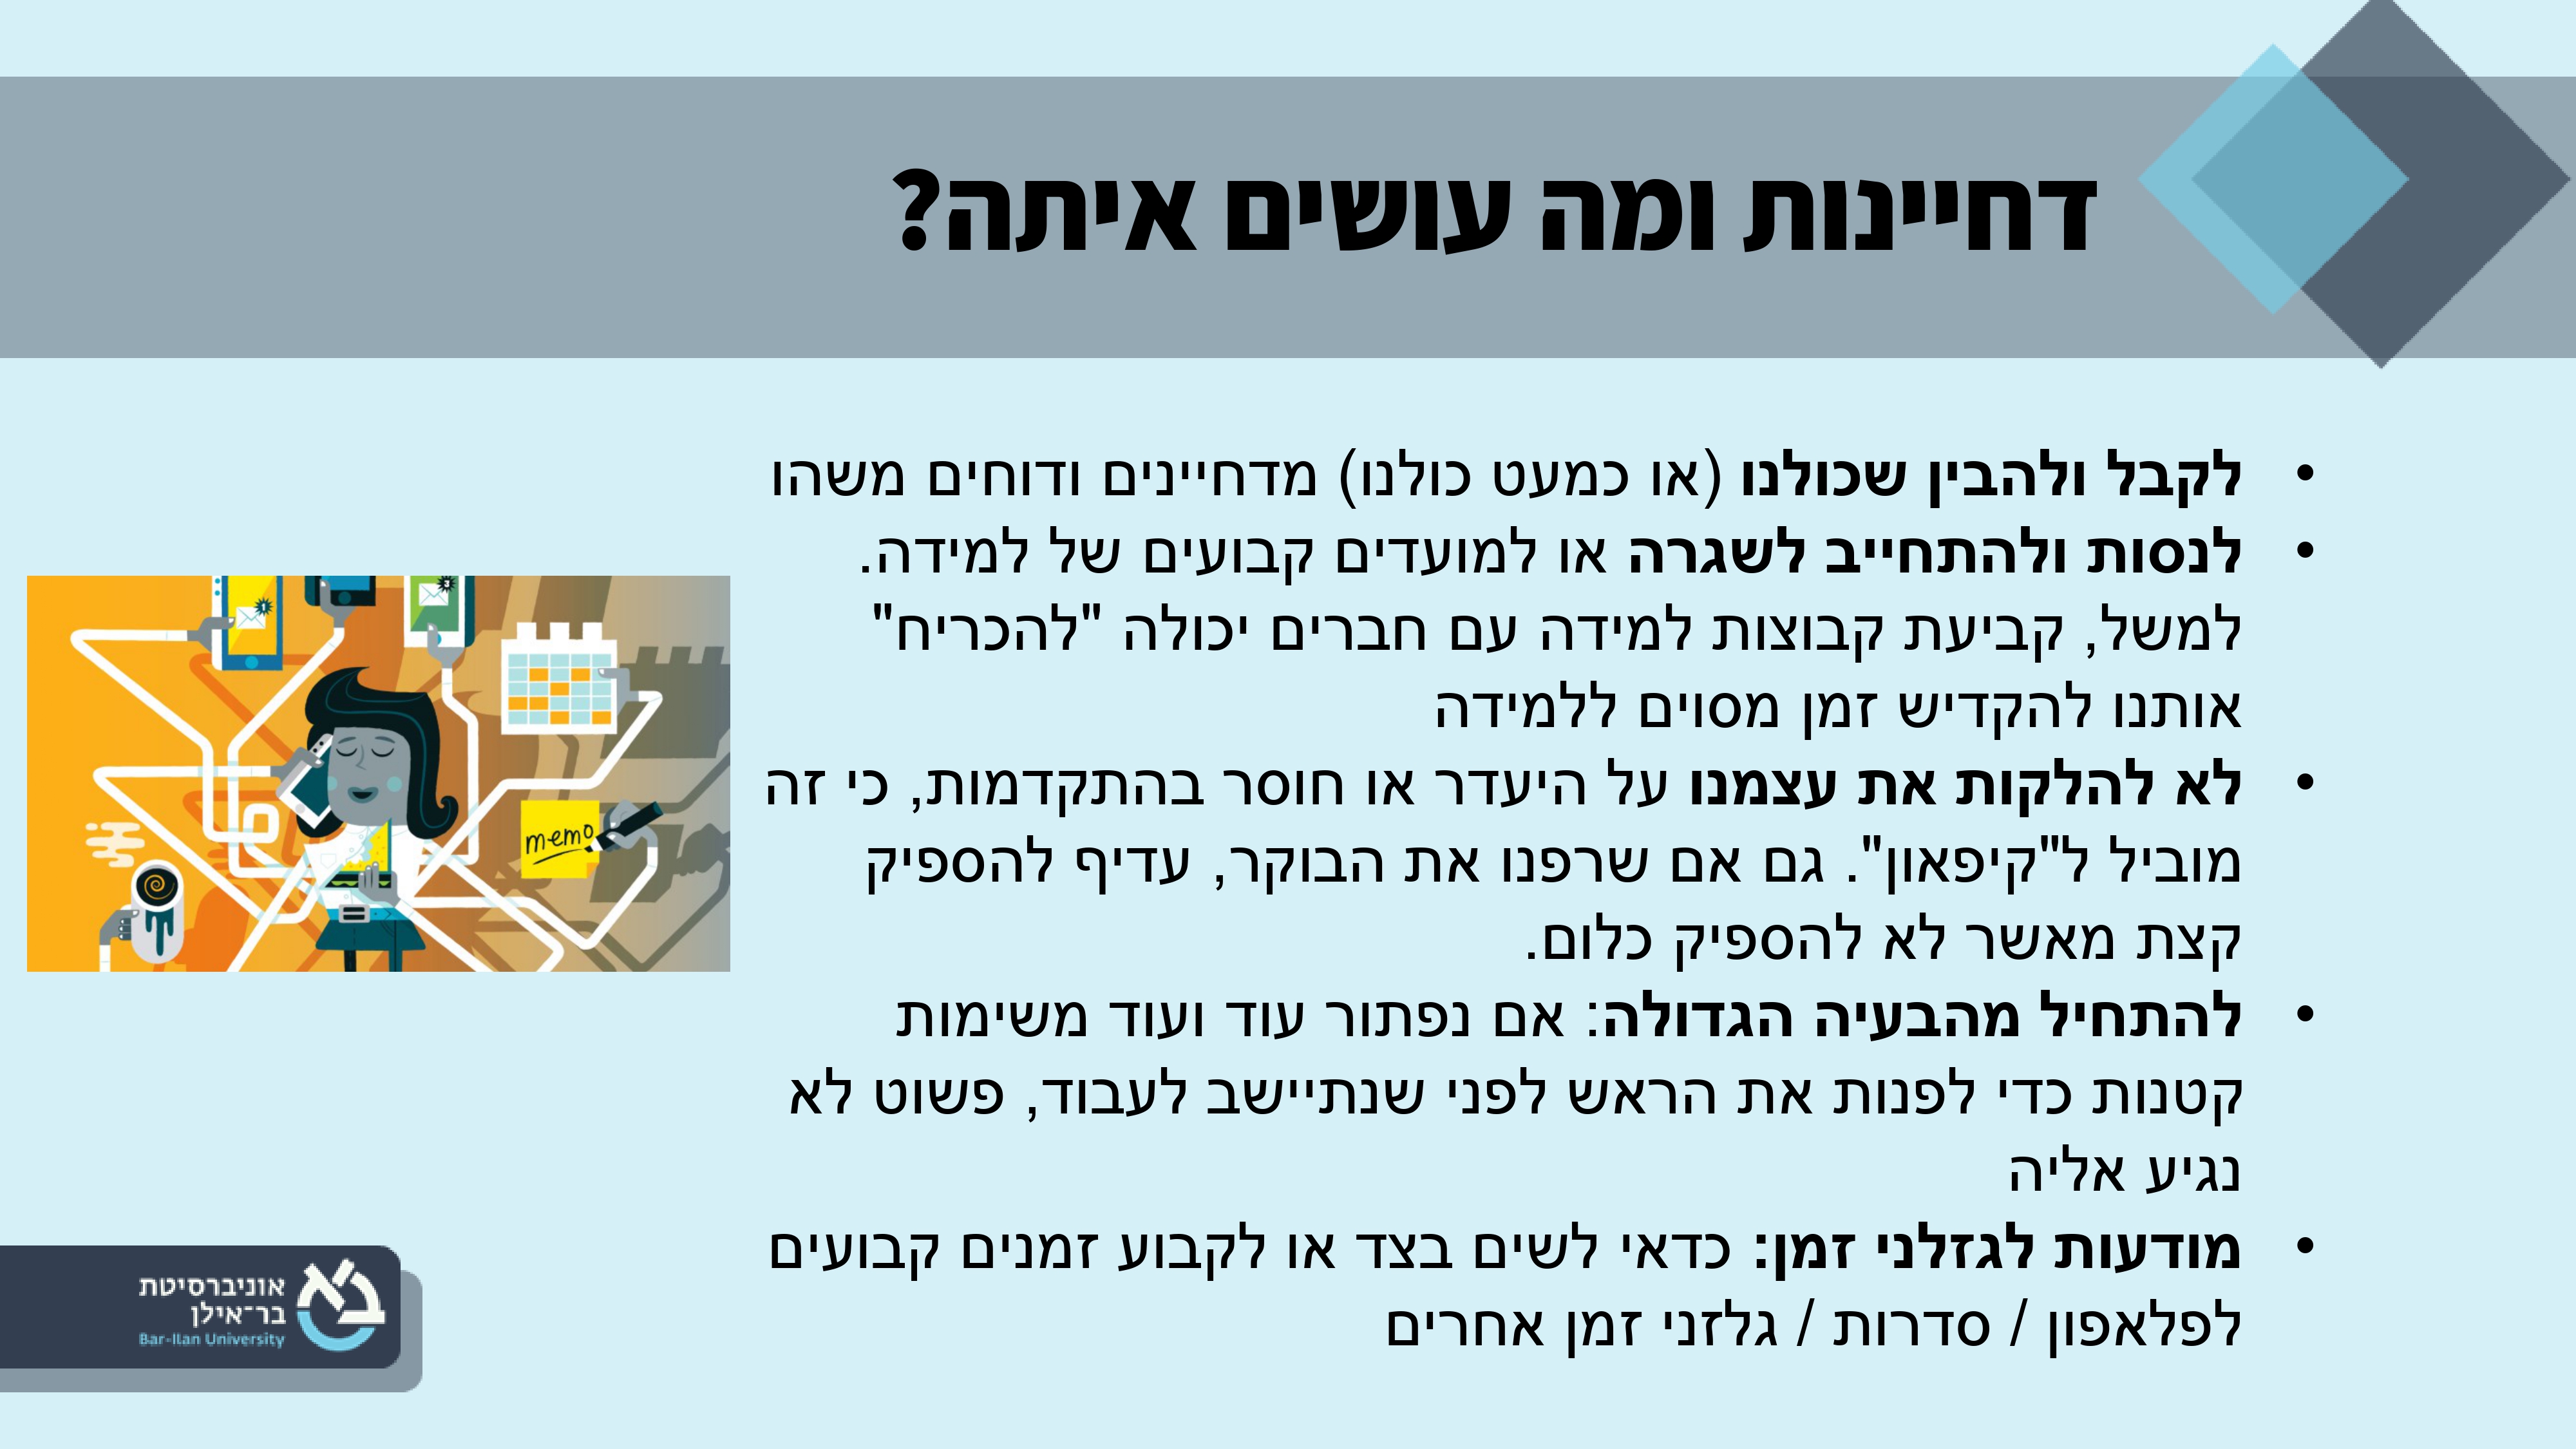 דחיינות ומה עושים איתה?
• לקבל ולהבין שכולנו (או כמעט כולנו) מדחיינים ודוחים משהו
• לנסות ולהתחייב לשגרה או למועדים קבועים של למידה.
למשל, קביעת קבוצות למידה עם חברים יכולה "להכריח"
אותנו להקדיש זמן מסוים ללמידה
• לא להלקות את עצמנו על היעדר או חוסר בהתקדמות, כי זה
מוביל ל"קיפאון". גם אם שרפנו את הבוקר, עדיף להספיק
קצת מאשר לא להספיק כלום.
• להתחיל מהבעיה הגדולה: אם נפתור עוד ועוד משימות
קטנות כדי לפנות את הראש לפני שנתיישב לעבוד, פשוט לא
נגיע אליה
• מודעות לגזלני זמן: כדאי לשים בצד או לקבוע זמנים קבועים
לפלאפון / סדרות / גלזני זמן אחרים
1
3
memo
אוניברסיטת
בר־אילן
Bar-Ilan University